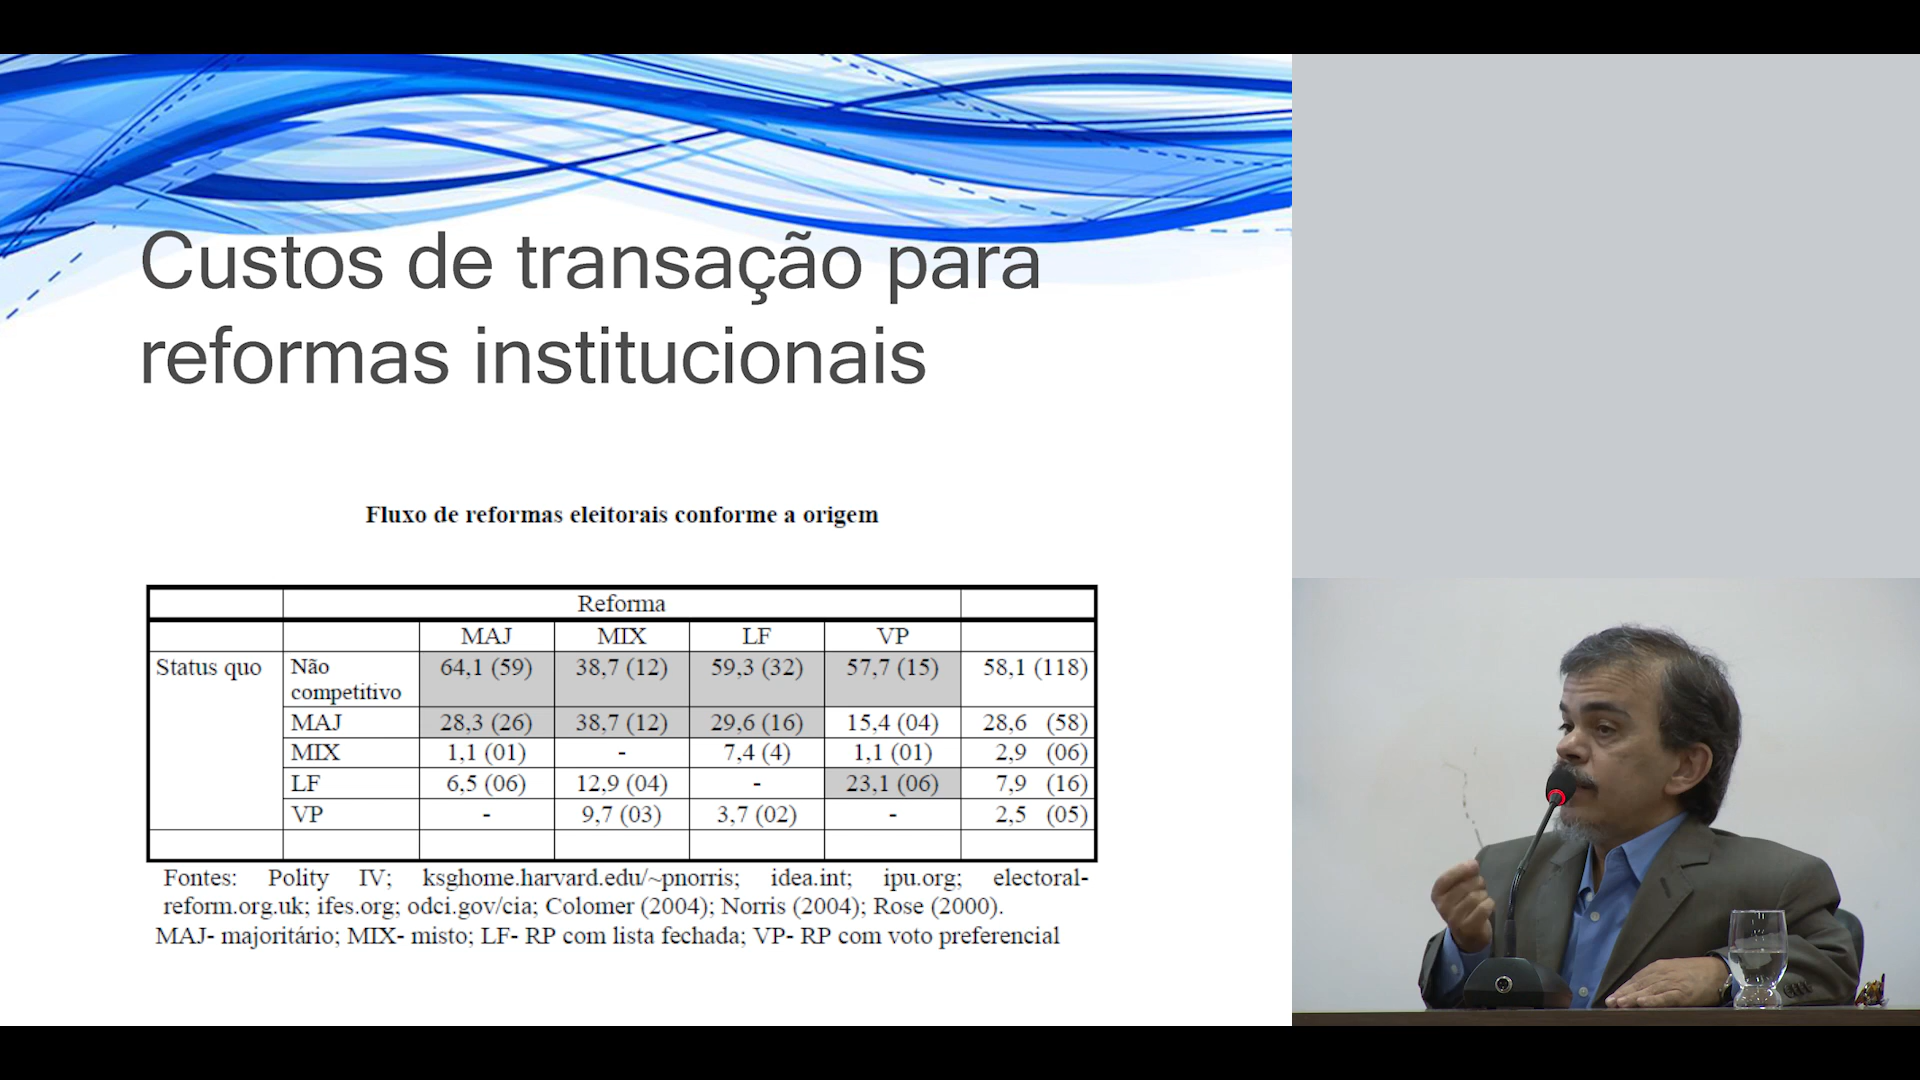 Custos de transação para
reformas institucionais
Fluxo de reformas eleitorais conforme a origem
Reforma
MAJ MIX LF VP
Status quo Não competitivo 64,1 (59) 38,7 (12) 59,3 (32) 57,7 (15) 58,1 (118)
MAJ 28,3 (26) 38,7 (12) 29,6 (16) 15,4 (04) 28,6 (58)
MIX 1,1 (01) - 7,4 (4) 1,1 (01) 2,9 (06)
LF 6,5 (06) 12,9 (04) - 23,1 (06) 7,9 (16)
VP - 9,7 (03) 3,7 (02) - 2,5 (05)
Fontes: Polity IV; ksghome.harvard.edu/~pnorris; idea.int; ipu.org; electoral-
reform.org.uk; ifes.org; odci.gov/cia; Colomer (2004); Norris (2004); Rose (2000).
MAJ- majoritário; MIX- misto; LF- RP com lista fechada; VP- RP com voto preferencial